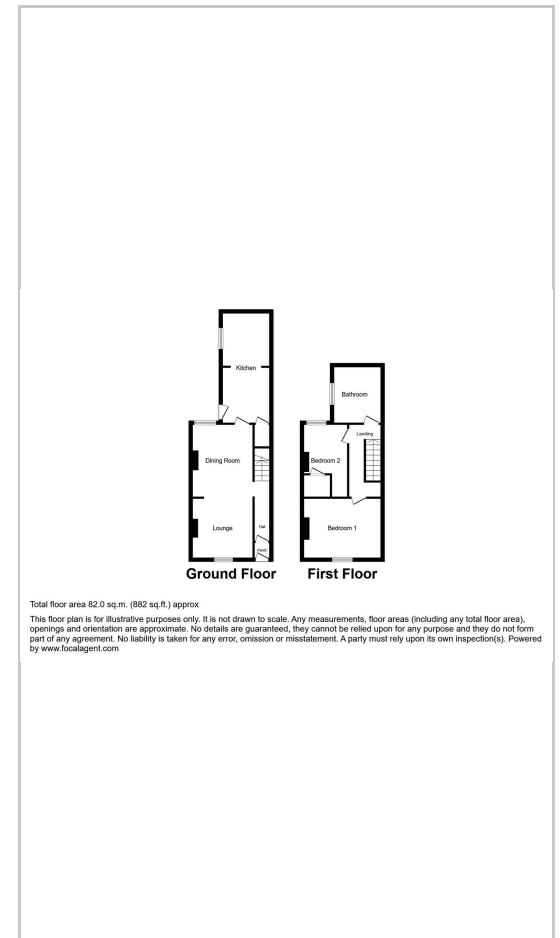 Kitchen
Dining Room
Lounge
Hall
Porch
Ground Floor
Bathroom
Landing
Bedroom 2
Bedroom 1
First Floor
Total floor area 82.0 sq.m. (882 sq.ft.) approx
This floor plan is for illustrative purposes only. It is not drawn to scale. Any measurements, floor areas (including any total floor area),
openings and orientation are approximate. No details are guaranteed, they cannot be relied upon for any purpose and they do not form
part of any agreement. No liability is taken for any error, omission or misstatement. A party must rely upon its own inspection(s). Powered
by www.focalagent.com